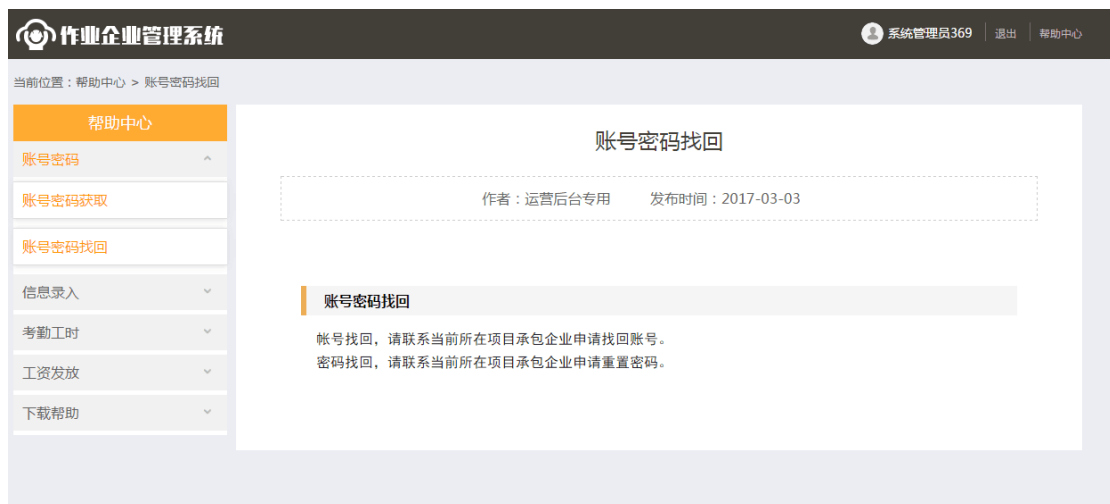 作业企业管理系统
系统管理员369 退出 帮助中心
当前位置：帮助中心 > 账号密码找回
帮助中心
账号密码
账号密码获取
账号密码找回
信息录入
考勤工时
工资发放
下载帮助
账号密码找回
作者：运营后台专用 发布时间：2017-03-03
账号密码找回
帐号找回，请联系当前所在项目承包企业申请找回账号。
密码找回，请联系当前所在项目承包企业申请重置密码。